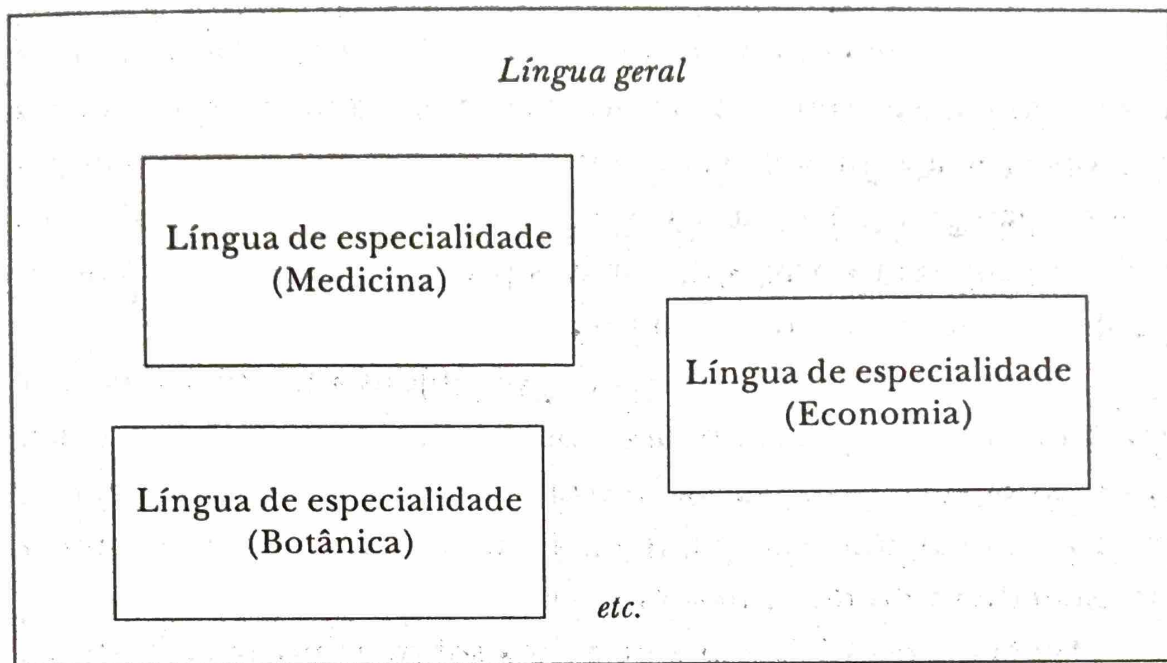 Língua geral
Língua de especialidade
(Medicina)
Língua de especialidade
(Economia)
Língua de especialidade
(Botânica)
etc.